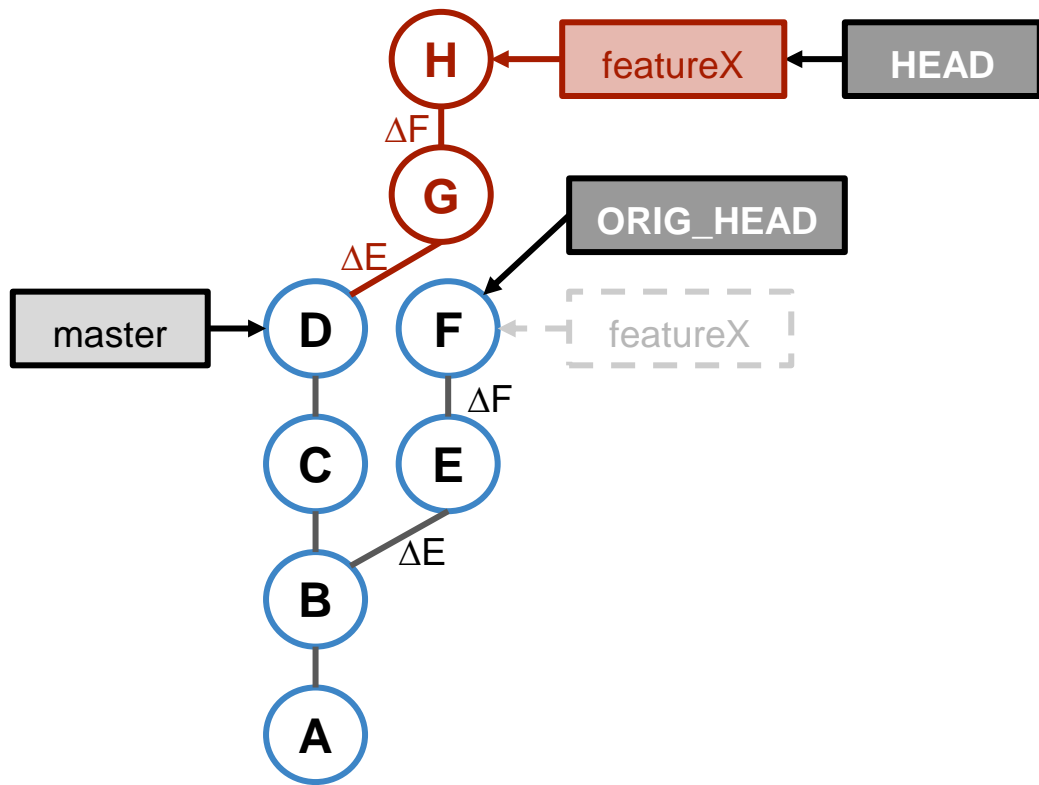 H
featureX
HEAD
ΔF
G
ORIG_HEAD
ΔE
master
D
F
featureX
ΔF
C
E
ΔE
B
A